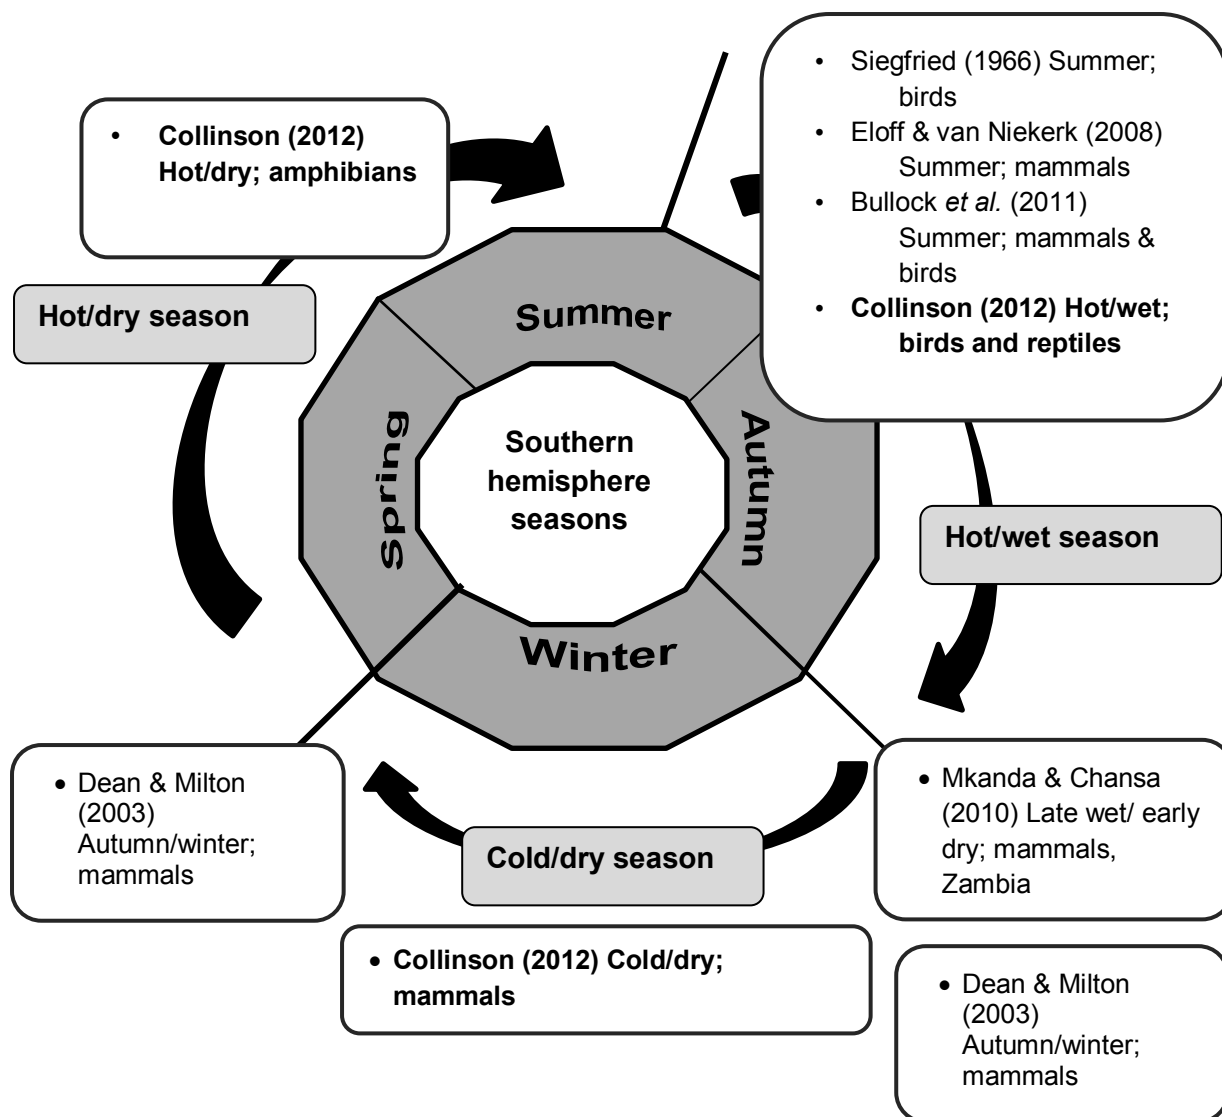 • Siegfried (1966) Summer;
birds
• Eloff & van Niekerk (2008)
Summer; mammals
• Bullock et al. (2011)
Summer; mammals &
birds
• Collinson (2012) Hot/wet;
birds and reptiles
• Collinson (2012)
Hot/dry; amphibians
Hot/dry season
Summer
Spring
Southern
hemisphere
seasons
Autumn
Hot/wet season
Winter
• Dean & Milton
(2003)
Autumn/winter;
mammals
Cold/dry season
• Mkanda & Chansa
(2010) Late wet/ early
dry; mammals,
Zambia
• Collinson (2012) Cold/dry;
mammals
• Dean & Milton
(2003)
Autumn/winter;
mammals